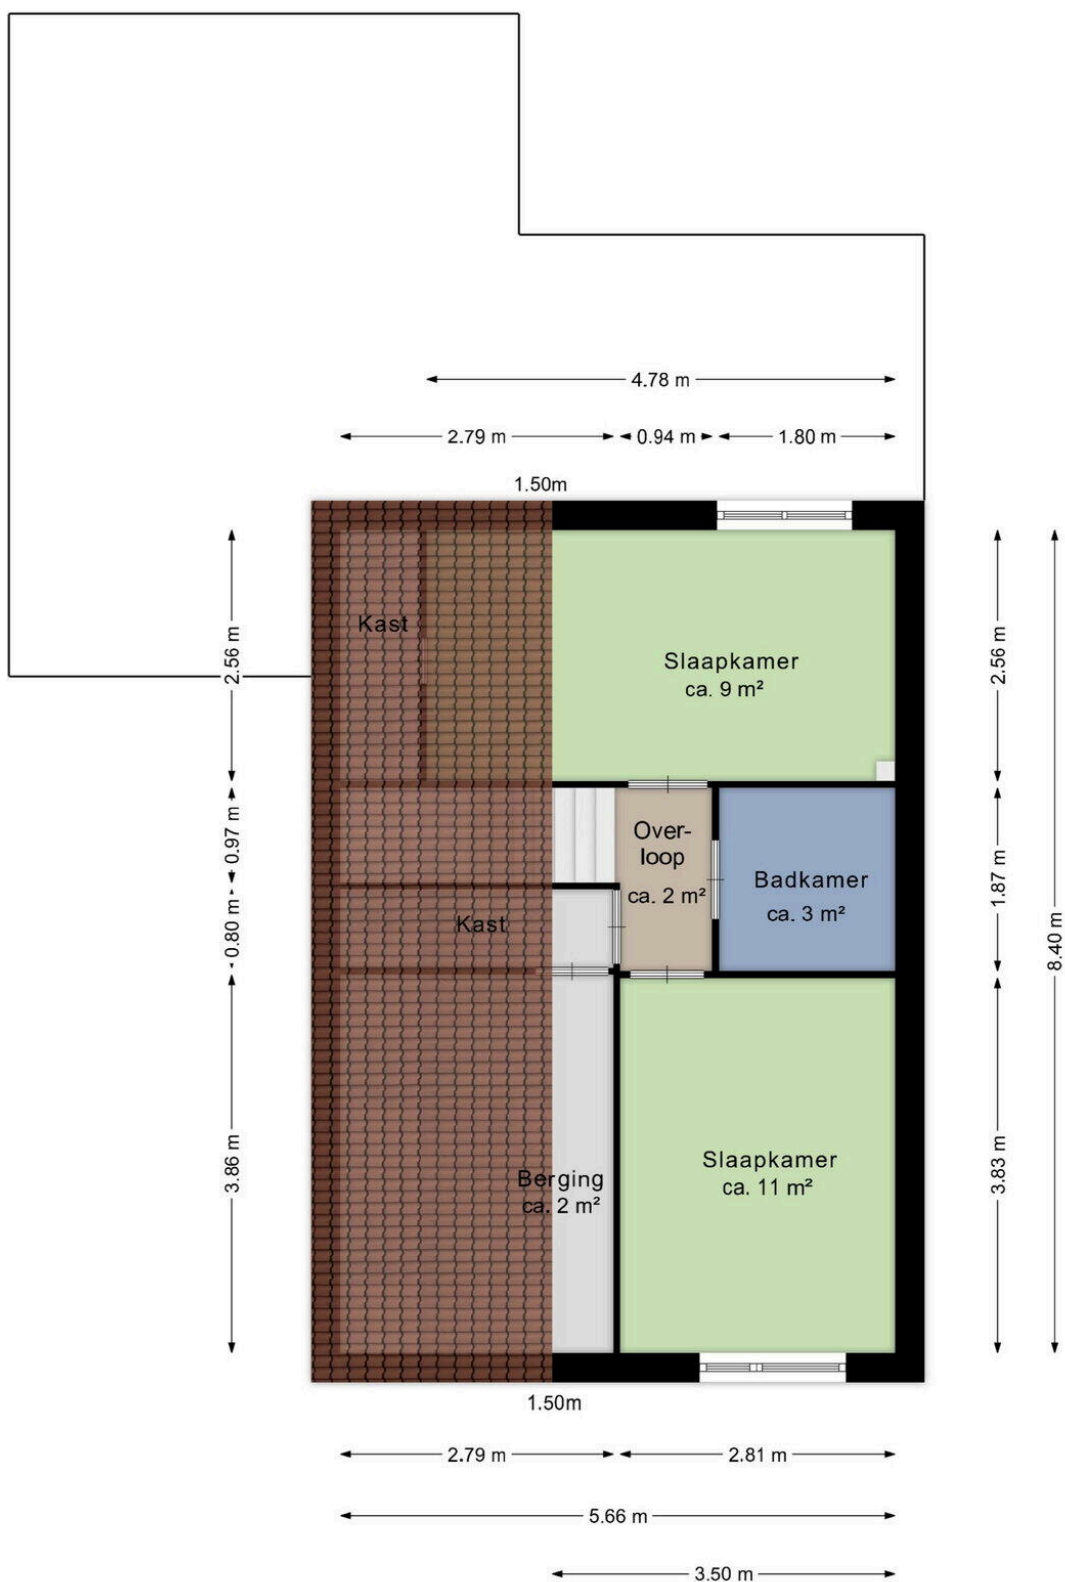 4.78 m
2.79 m
0.94 m
1.80 m
1.50m
Kast
2.56 m
2.56 m
Slaapkamer
ca. 9 m²
0.97 m
Over-
loop
ca. 2 m²
Badkamer
ca. 3 m²
1.87 m
0.80 m
Kast
8.40 m
3.86 m
Berging
ca. 2 m²
Slaapkamer
ca. 11 m²
3.83 m
1.50m
2.79 m
2.81 m
5.66 m
3.50 m